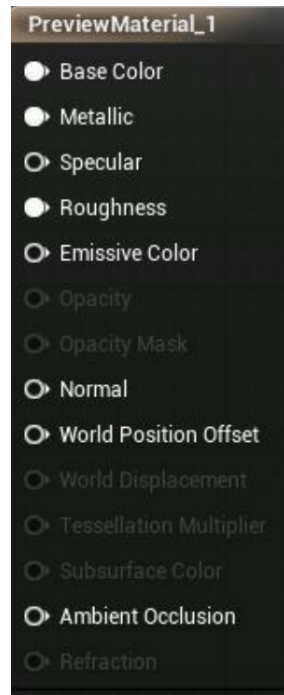 PreviewMaterial_1
Base Color
Metallic
Specular
Roughness
Emissive Color
Opacity
Opacity Mask
Normal
World Position Offset
World Displacement
Tessellation Multiplier
Subsurface Color
Ambient Occlusion
Refraction